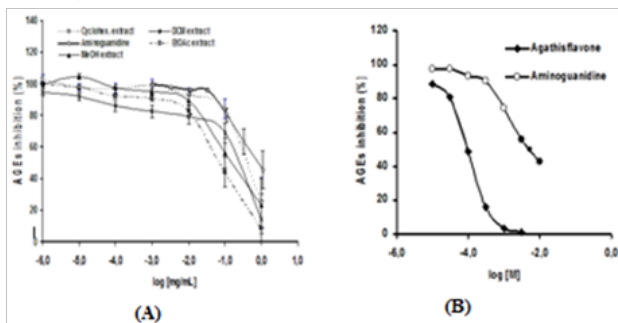 140
120
100
80
60
40
20
0
AGEs inhibition (%)
Cyclohex. extract
Aminoguanidine
MeOH extract
DCM extract
EtOAc extract
-6,0 -5,0 -4,0 -3,0 -2,0 -1,0 0,0 1,0
log [mg/mL]
(A)
120
100
80
60
40
20
0
AGEs inhibition (%)
Agathisflavone
Aminoguanidine
-6,0 -4,0 -2,0 0,0
log [M]
(B)